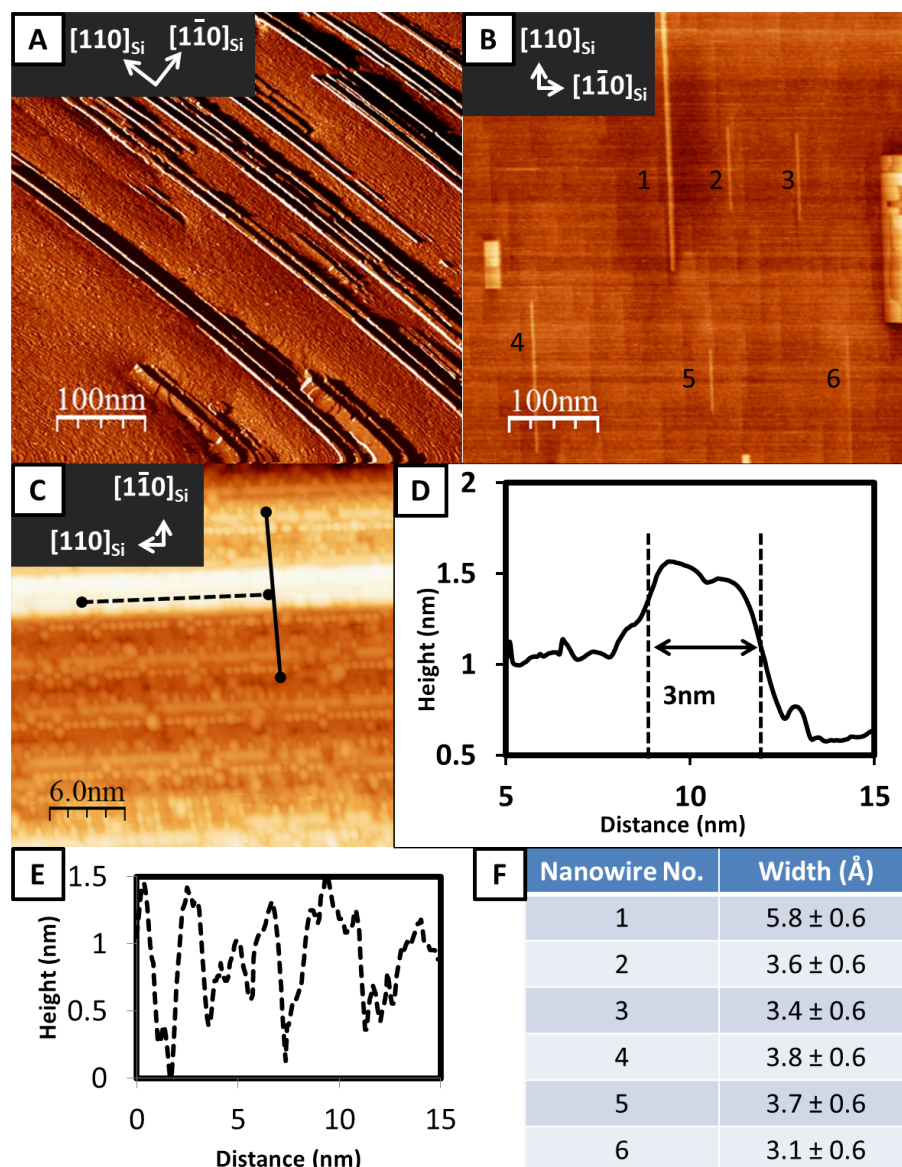 A
[110]Si [11̄0]Si
100nm
B
[110]Si
[11̄0]Si
1
2
3
4
5
6
100nm
C
[11̄0]Si
[110]Si
6.0nm
D
2
1.5
1
0.5
Height (nm)
3nm
5 10 15
Distance (nm)
E
1.5
1
0.5
0
Height (nm)
0 5 10 15
Distance (nm)
F
Nanowire No. Width (Å)
1 5.8 ± 0.6
2 3.6 ± 0.6
3 3.4 ± 0.6
4 3.8 ± 0.6
5 3.7 ± 0.6
6 3.1 ± 0.6